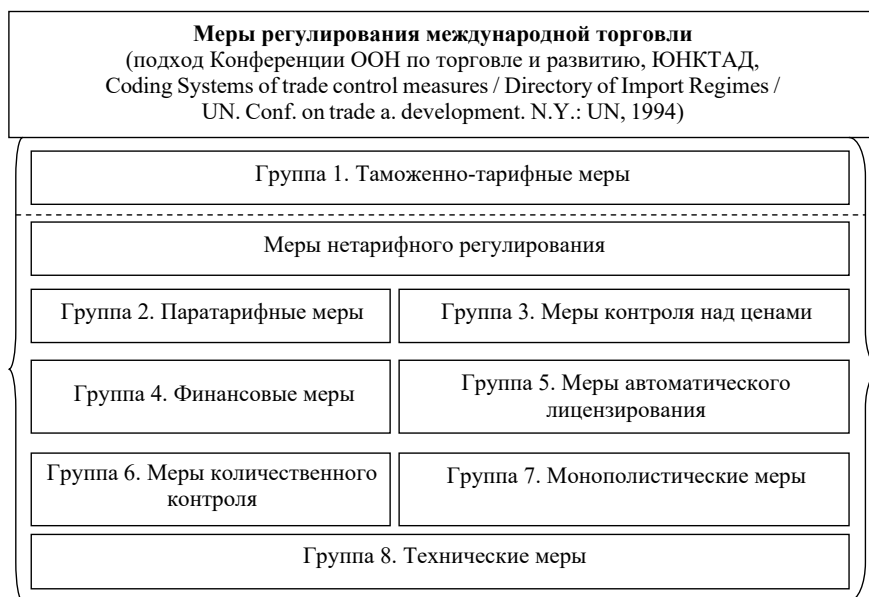 Меры регулирования международной торговли
(подход Конференции ООН по торговле и развитию, ЮНКТАД,
Coding Systems of trade control measures / Directory of Import Regimes /
UN. Conf. on trade a. development. N.Y.: UN, 1994)
Группа 1. Таможенно-тарифные меры
Меры нетарифного регулирования
Группа 2. Паратарифные меры
Группа 3. Меры контроля над ценами
Группа 4. Финансовые меры
Группа 5. Меры автоматического
лицензирования
Группа 6. Меры количественного
контроля
Группа 7. Монополистические меры
Группа 8. Технические меры